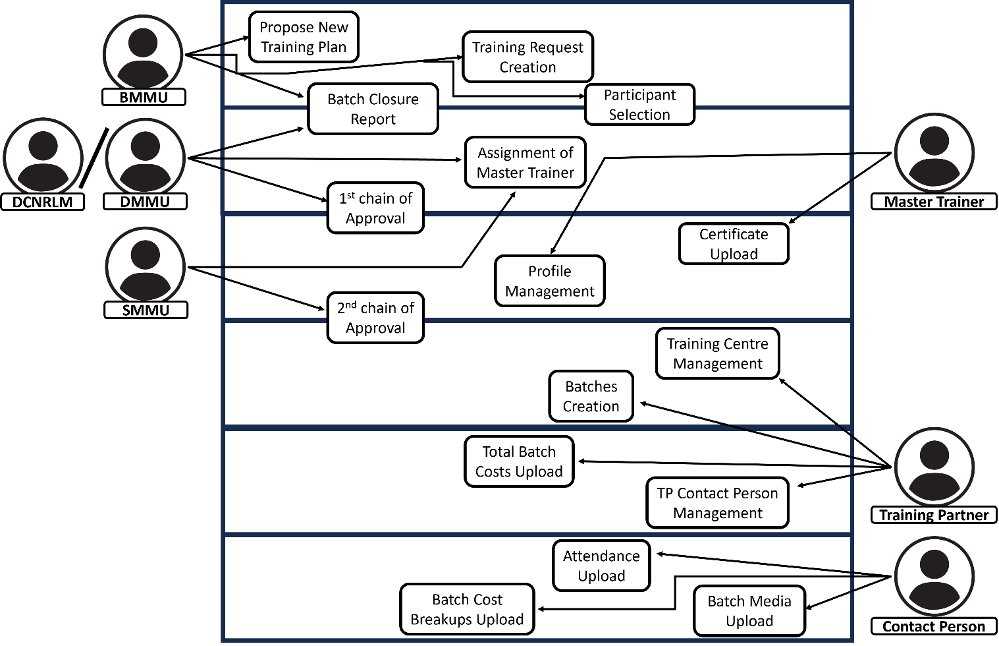 Propose New
Training Plan
Training Request
Creation
BMMU
Batch Closure
Report
Participant
Selection
DCNRLM
DMMU
Assignment of
Master Trainer
1st chain of
Approval
Master Trainer
Certificate
Upload
Profile
Management
SMMU
2nd chain of
Approval
Training Centre
Management
Batches
Creation
Total Batch
Costs Upload
TP Contact Person
Management
Training Partner
Attendance
Upload
Batch Cost
Breakups Upload
Batch Media
Upload
Contact Person